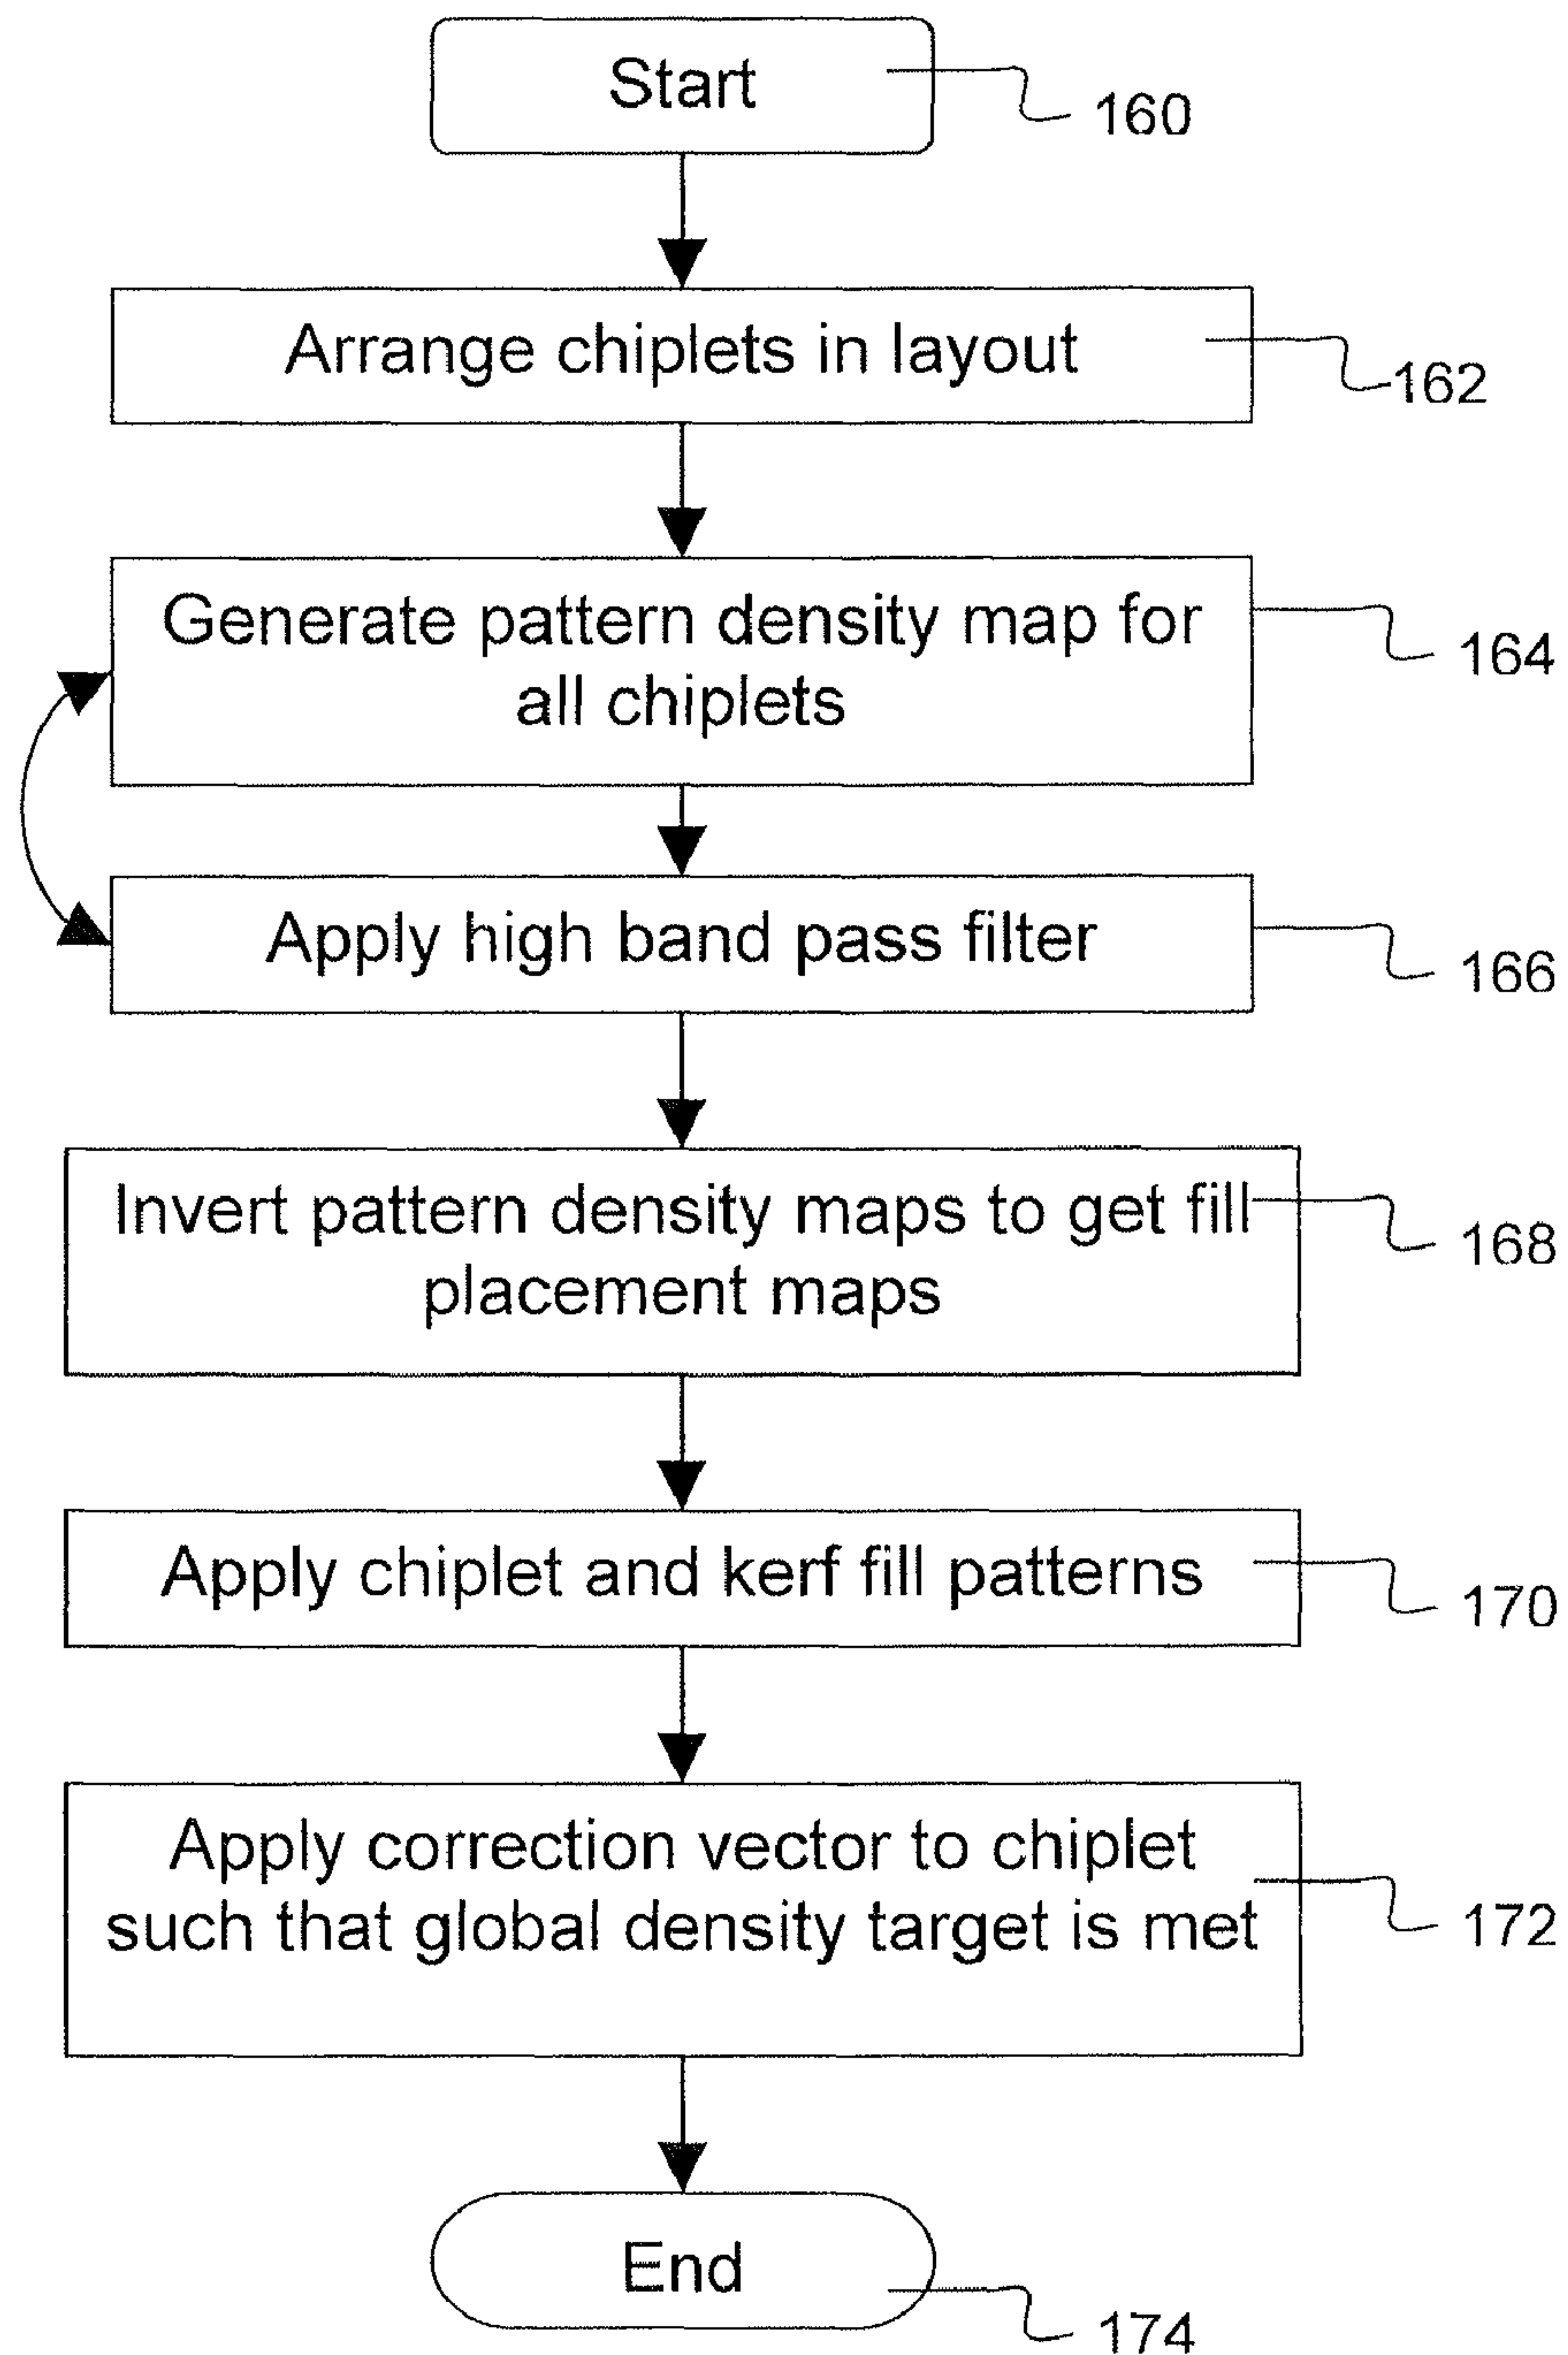 Start
160
Arrange chiplets in layout
162
Generate pattern density map for
all chiplets
164
Apply high band pass filter
166
Invert pattern density maps to get fill
placement maps
168
Apply chiplet and kerf fill patterns
170
Apply correction vector to chiplet
such that global density target is met
172
End
174